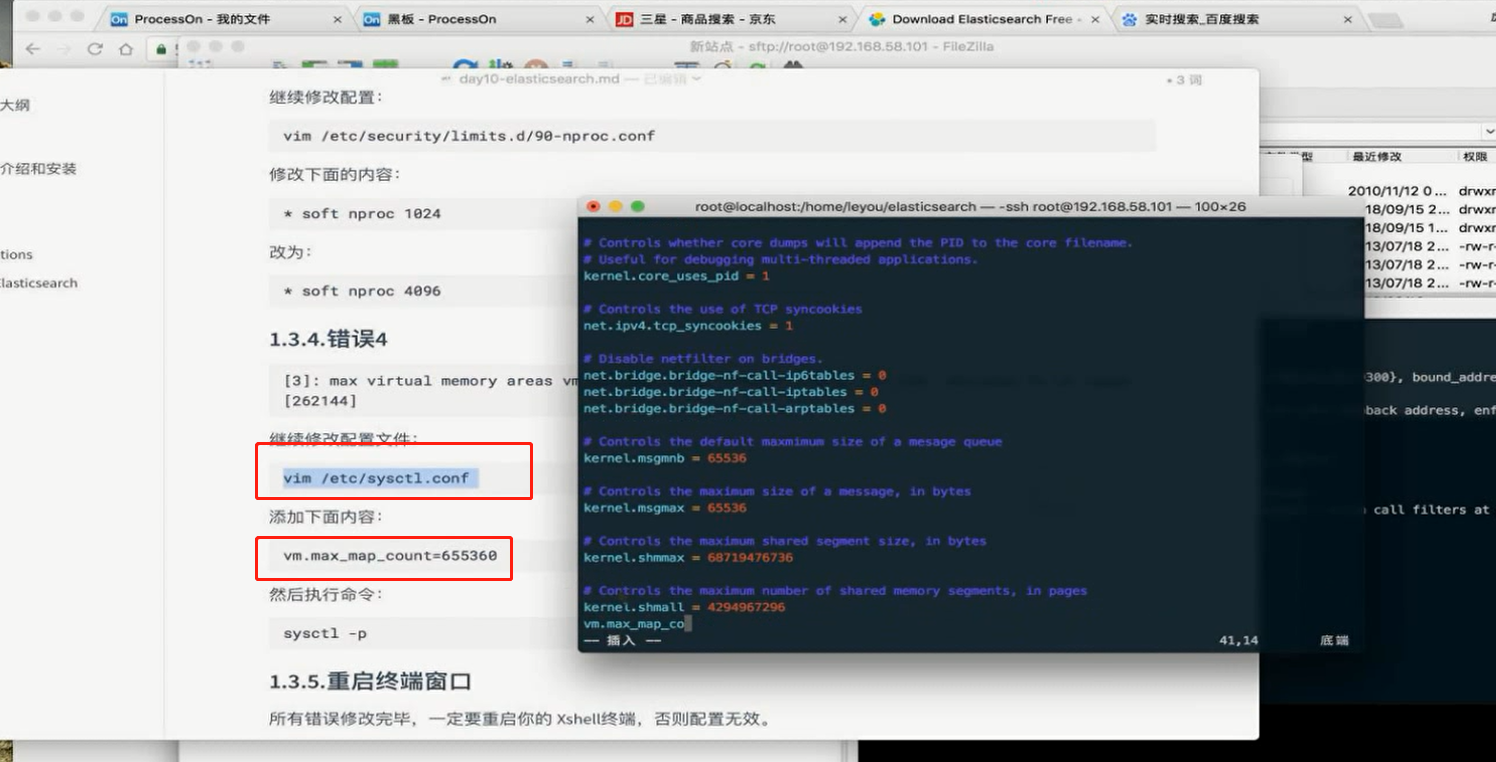 ProcessOn - 我的文件
黑板 - ProcessOn
三星 - 商品搜索 - 京东
Download Elasticsearch Free -
实时搜索_百度搜索
新站点 - sftp://root@192.168.58.101 - FileZilla
day10-elasticsearch.md — 已编辑
3 词
大纲
介绍和安装
tions
lasticsearch
继续修改配置：
vim /etc/security/limits.d/90-nproc.conf
修改下面的内容：
* soft nproc 1024
改为：
* soft nproc 4096
1.3.4.错误4
[3]: max virtual memory areas vm
[262144]
继续修改配置文件：
vim /etc/sysctl.conf
添加下面内容：
vm.max_map_count=655360
然后执行命令：
sysctl -p
1.3.5.重启终端窗口
所有错误修改完毕，一定要重启你的 Xshell终端，否则配置无效。
root@localhost:/home/leyou/elasticsearch — -ssh root@192.168.58.101 — 100×26
# Controls whether core dumps will append the PID to the core filename.
# Useful for debugging multi-threaded applications.
kernel.core_uses_pid = 1
# Controls the use of TCP syncookies
net.ipv4.tcp_syncookies = 1
# Disable netfilter on bridges.
net.bridge.bridge-nf-call-ip6tables = 0
net.bridge.bridge-nf-call-iptables = 0
net.bridge.bridge-nf-call-arptables = 0
# Controls the default maxmimum size of a mesage queue
kernel.msgmnb = 65536
# Controls the maximum size of a message, in bytes
kernel.msgmax = 65536
# Controls the maximum shared segment size, in bytes
kernel.shmmax = 68719476736
# Controls the maximum number of shared memory segments, in pages
kernel.shmall = 4294967296
vm.max_map_co
-- 插入 --
41,14
底端
型
最近修改
权限
2010/11/12 0... drwxr
18/09/15 2... drwxr
18/09/15 1... drwxr
13/07/18 2... -rw-r-
13/07/18 2... -rw-r-
13/07/18 2... -rw-r-
300}, bound_addre
back address, enf
call filters at